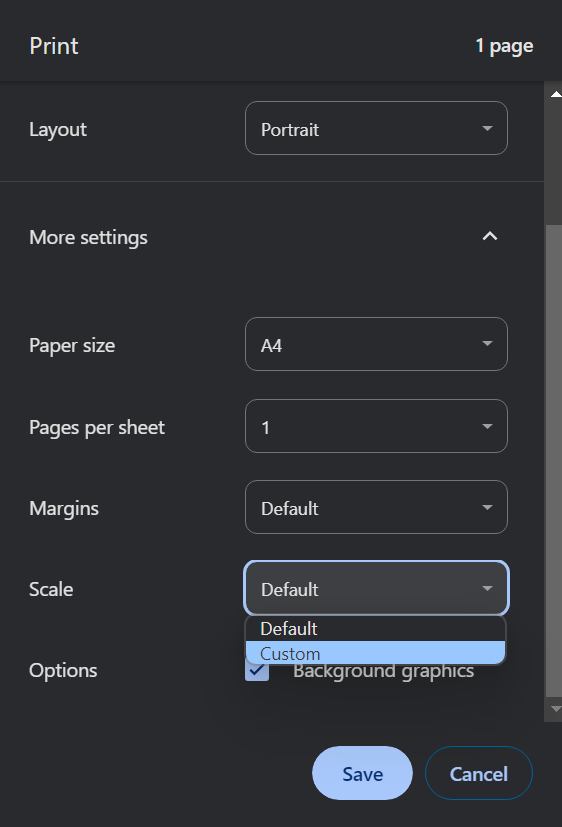 Print 1 page
Layout Portrait
More settings
Paper size A4
Pages per sheet 1
Margins Default
Scale Default
Default
Custom
Options Background graphics
Save Cancel